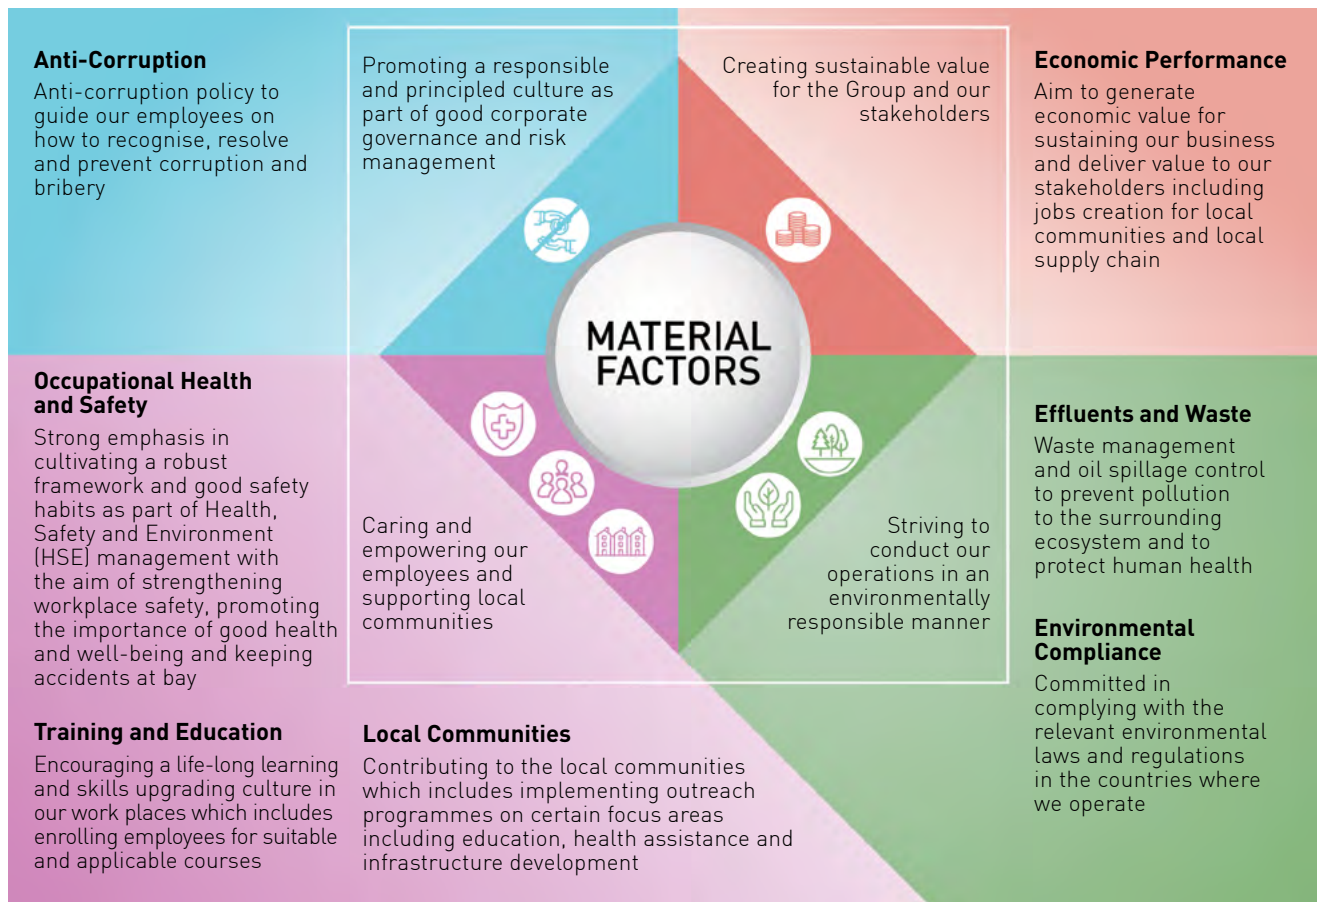 Anti-Corruption
Anti-corruption policy to
guide our employees on
how to recognise, resolve
and prevent corruption and
bribery
Promoting a responsible
and principled culture as
part of good corporate
governance and risk
management
Creating sustainable value
for the Group and our
stakeholders
Economic Performance
Aim to generate
economic value for
sustaining our business
and deliver value to our
stakeholders including
jobs creation for local
communities and local
supply chain
MATERIAL
FACTORS
Occupational Health
and Safety
Strong emphasis in
cultivating a robust
framework and good safety
habits as part of Health,
Safety and Environment
(HSE) management with
the aim of strengthening
workplace safety, promoting
the importance of good health
and well-being and keeping
accidents at bay
Caring and
empowering our
employees and
supporting local
communities
Striving to
conduct our
operations in an
environmentally
responsible manner
Effluents and Waste
Waste management
and oil spillage control
to prevent pollution
to the surrounding
ecosystem and to
protect human health
Environmental
Compliance
Committed in
complying with the
relevant environmental
laws and regulations
in the countries where
we operate
Training and Education
Encouraging a life-long learning
and skills upgrading culture in
our work places which includes
enrolling employees for suitable
and applicable courses
Local Communities
Contributing to the local communities
which includes implementing outreach
programmes on certain focus areas
including education, health assistance and
infrastructure development